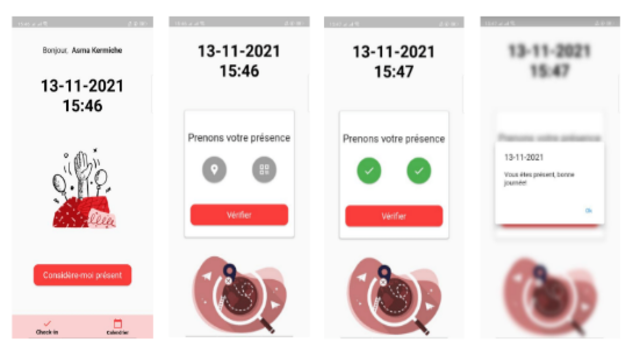 Bonjour, Asma Kermiche
13-11-2021
15:46
Considère-moi présent
Check-In
Calendrier
13-11-2021
15:46
Prenons votre présence
Vérifier
13-11-2021
15:47
Prenons votre présence
Vérifier
13-11-2021
15:47
Prenons votre présence
13-11-2021
Vous êtes présent, bonne
journée!
Ok